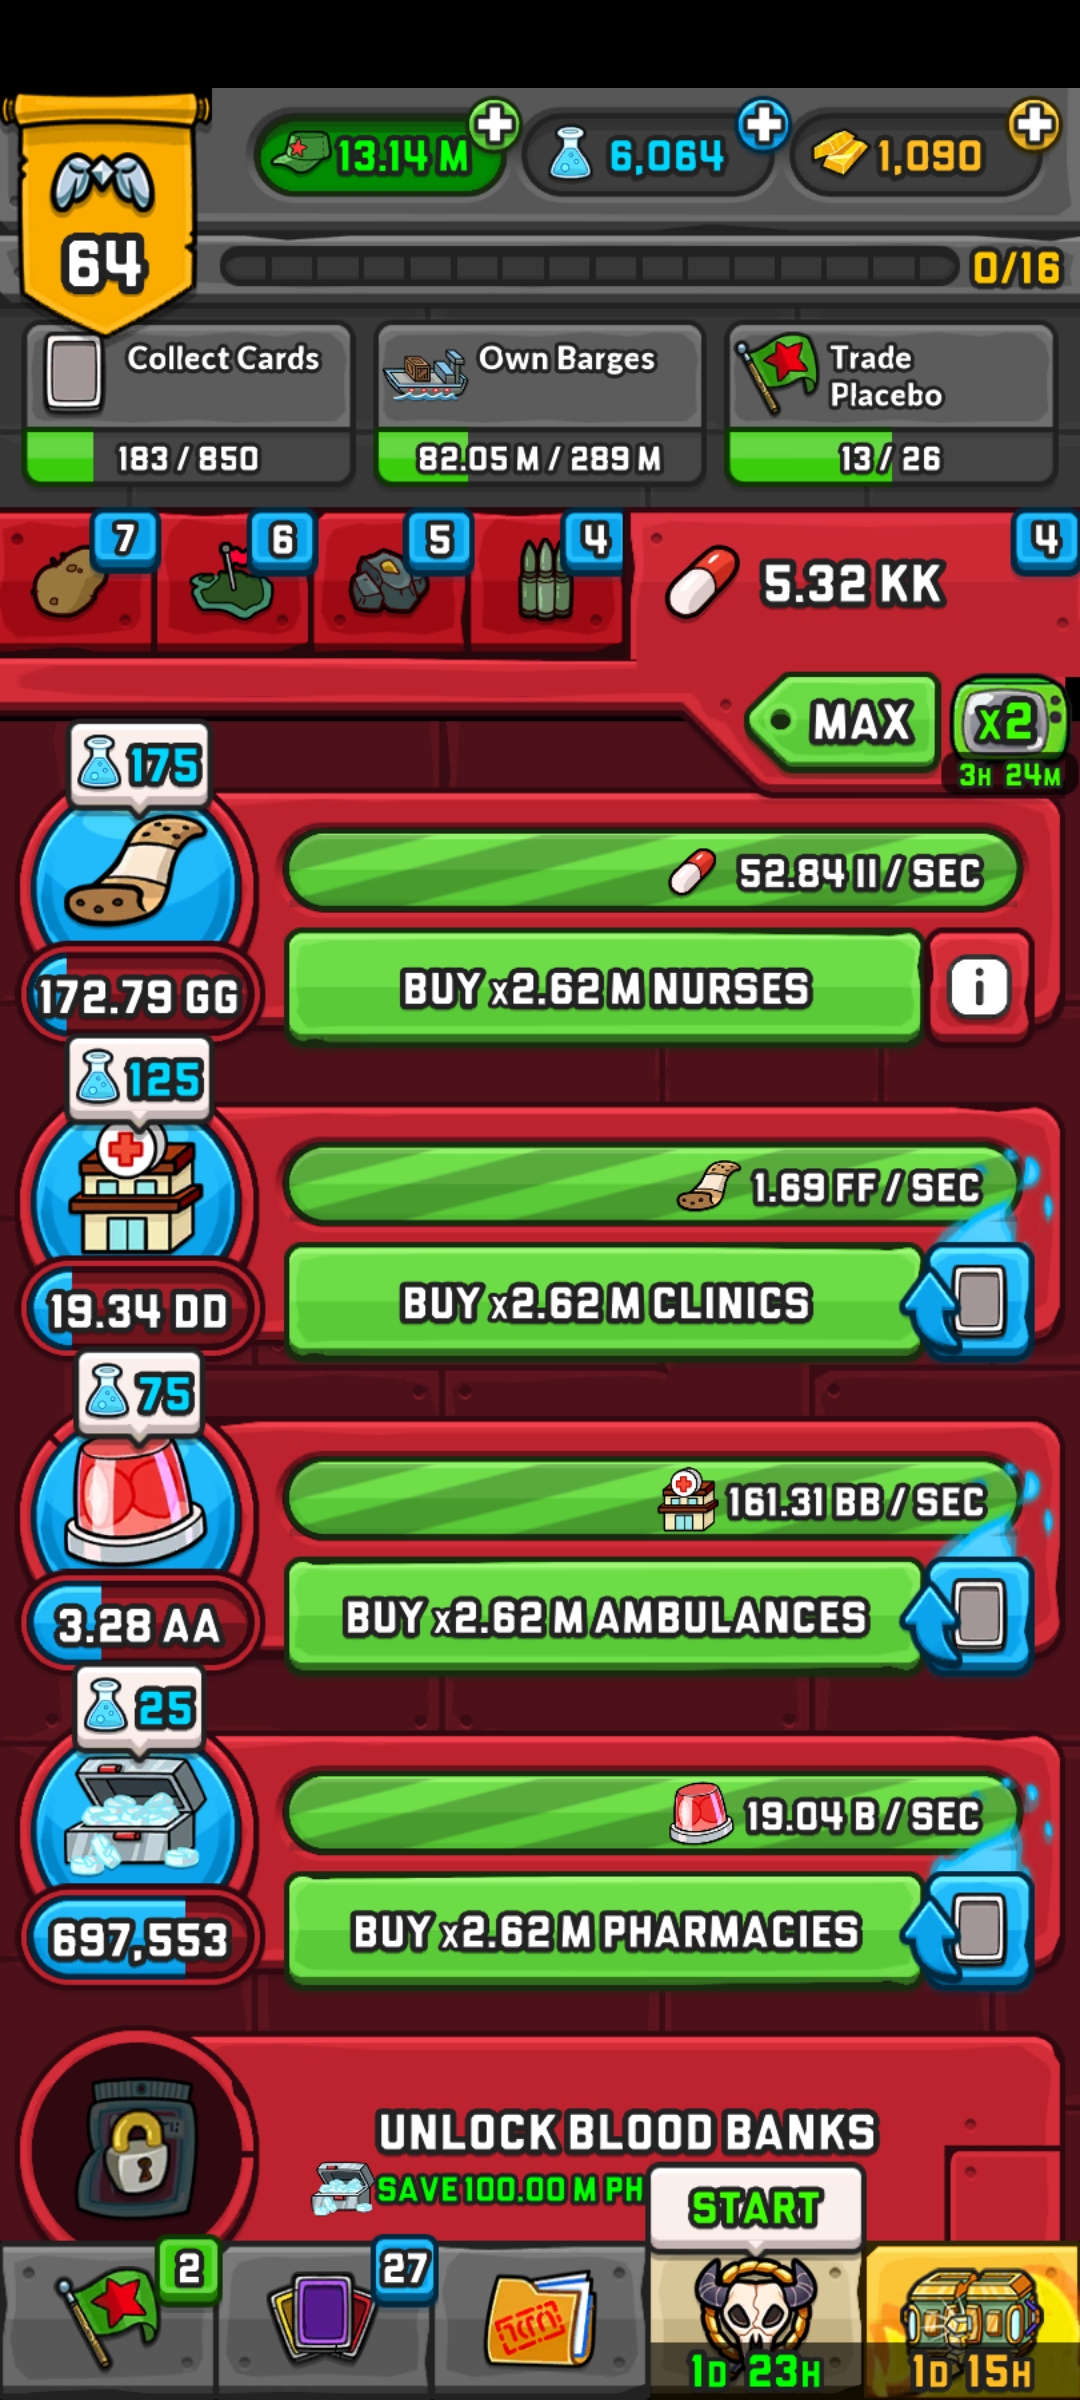 13.14 M
6,064
1,090
64
0/16
Collect Cards
183 / 850
Own Barges
82.05 M / 289 M
Trade
Placebo
13 / 26
7
6
5
4
5.32 KK
4
MAX
x2
3H 24M
175
52.84 II / SEC
172.79 GG
BUY x2.62 M NURSES
i
125
1.69 FF / SEC
19.34 DD
BUY x2.62 M CLINICS
75
161.31 BB / SEC
3.28 AA
BUY x2.62 M AMBULANCES
25
19.04 B / SEC
697,553
BUY x2.62 M PHARMACIES
UNLOCK BLOOD BANKS
SAVE 100.00 M PH
START
2
27
1D 23H
1D 15H